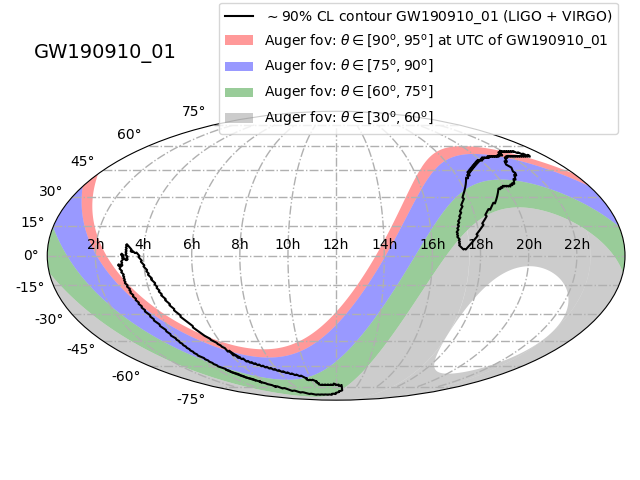 ~ 90% CL contour GW190910_01 (LIGO + VIRGO)
GW190910_01
Auger fov: θ ∈ [90°, 95°] at UTC of GW190910_01
Auger fov: θ ∈ [75°, 90°]
Auger fov: θ ∈ [60°, 75°]
Auger fov: θ ∈ [30°, 60°]
75°
60°
45°
30°
15°
2h 4h 6h 8h 10h 12h 14h 16h 18h 20h 22h
0°
-15°
-30°
-45°
-60°
-75°